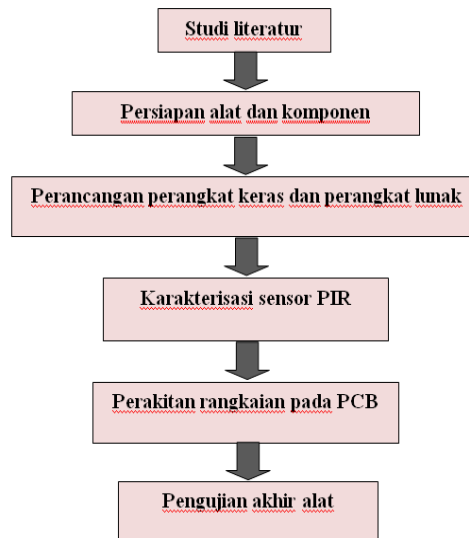 Studi literatur
Persiapan alat dan komponen
Perancangan perangkat keras dan perangkat lunak
Karakterisasi sensor PIR
Perakitan rangkaian pada PCB
Pengujian akhir alat